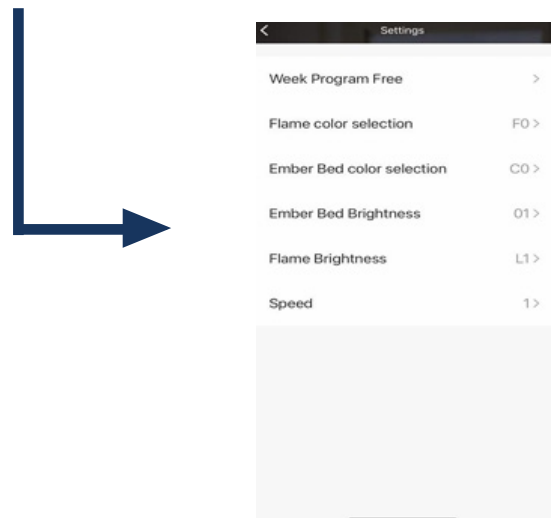 Settings
Week Program Free >
Flame color selection F0 >
Ember Bed color selection C0 >
Ember Bed Brightness 01 >
Flame Brightness L1 >
Speed 1 >